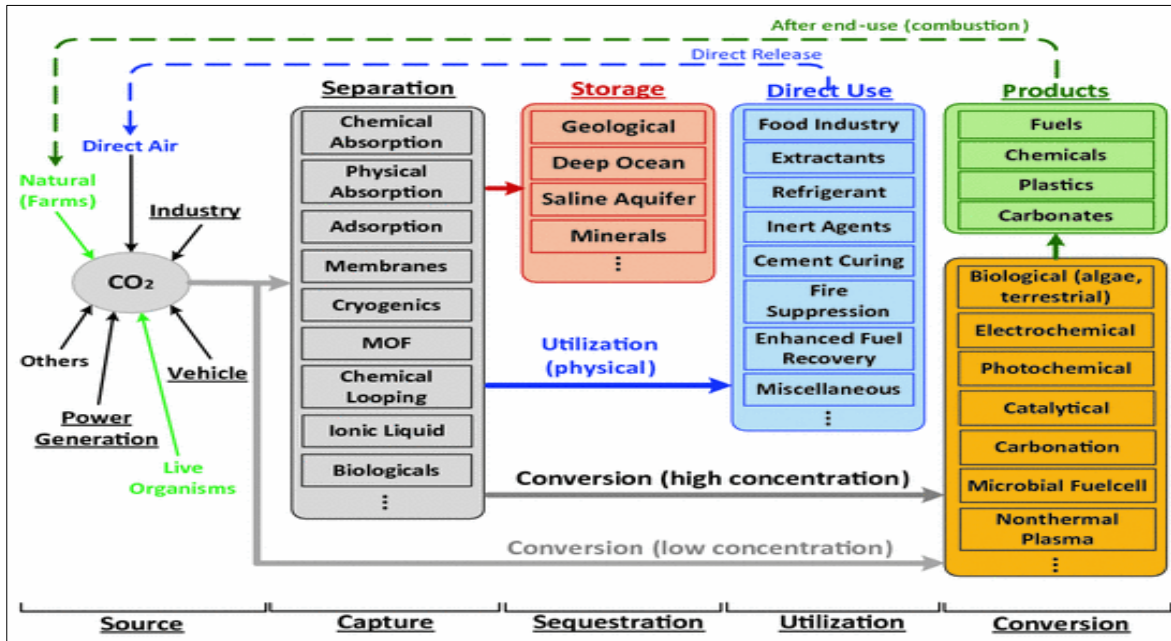 After end-use (combustion)
Direct Release
Separation
Storage
Direct Use
Products
Direct Air
Natural
(Farms)
Industry
CO₂
Others
Vehicle
Power
Generation
Live
Organisms
Chemical
Absorption
Physical
Absorption
Adsorption
Membranes
Cryogenics
MOF
Chemical
Looping
Ionic Liquid
Biologicals
⋮
Geological
Deep Ocean
Saline Aquifer
Minerals
⋮
Utilization
(physical)
Food Industry
Extractants
Refrigerant
Inert Agents
Cement Curing
Fire
Suppression
Enhanced Fuel
Recovery
Miscellaneous
⋮
Fuels
Chemicals
Plastics
Carbonates
Biological (algae,
terrestrial)
Electrochemical
Photochemical
Catalytical
Carbonation
Microbial Fuelcell
Nonthermal
Plasma
⋮
Conversion (high concentration)
Conversion (low concentration)
Source
Capture
Sequestration
Utilization
Conversion